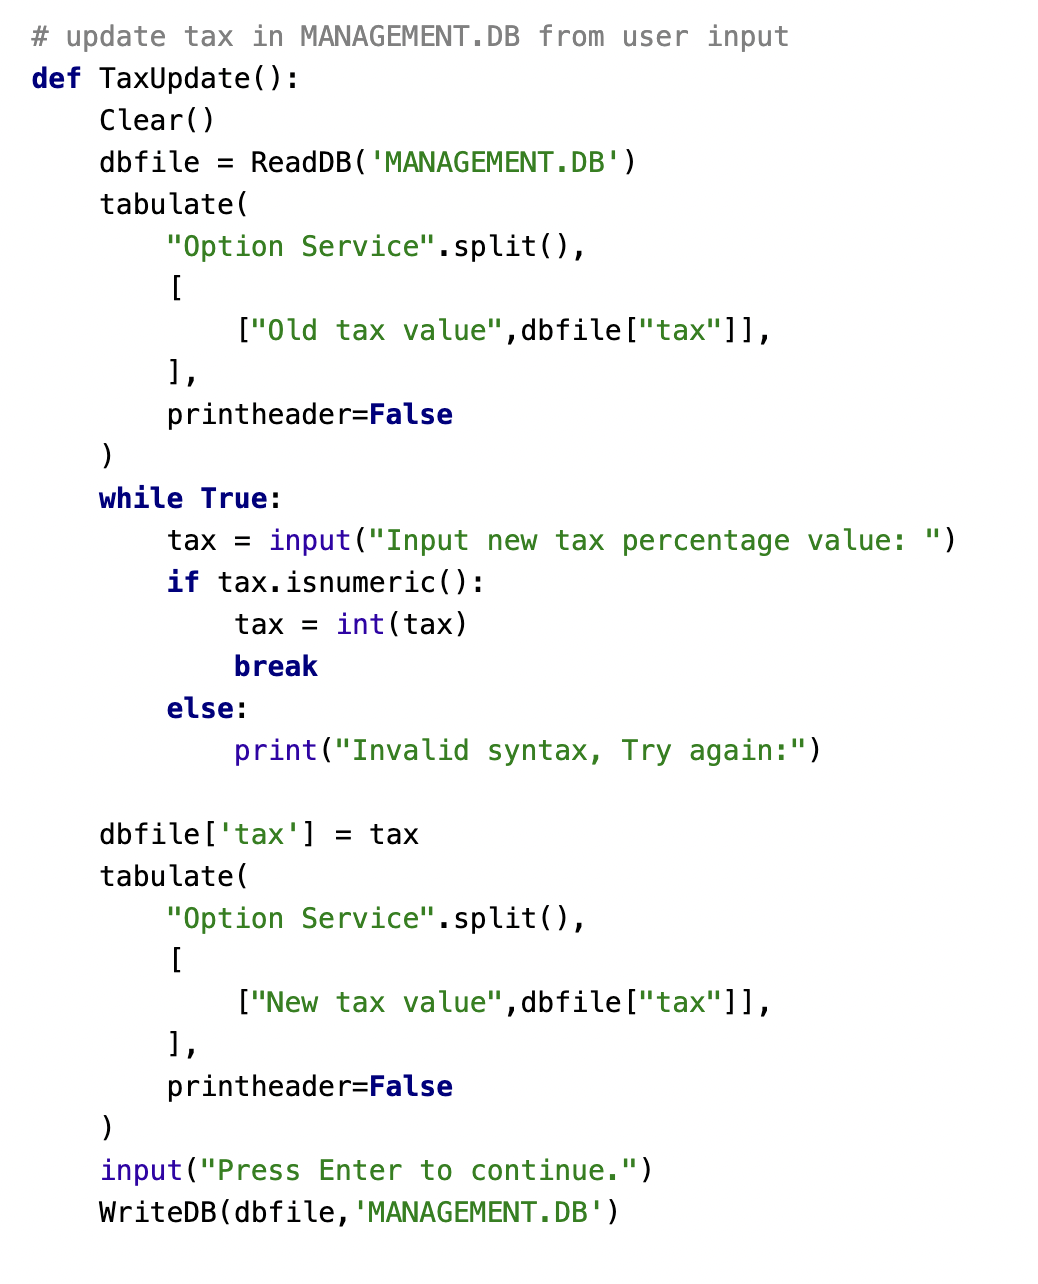 # update tax in MANAGEMENT.DB from user input
def TaxUpdate():
    Clear()
    dbfile = ReadDB('MANAGEMENT.DB')
    tabulate(
        "Option Service".split(),
        [
            ["Old tax value",dbfile["tax"]],
        ],
        printheader=False
    )
    while True:
        tax = input("Input new tax percentage value: ")
        if tax.isnumeric():
            tax = int(tax)
            break
        else:
            print("Invalid syntax, Try again:")

    dbfile['tax'] = tax
    tabulate(
        "Option Service".split(),
        [
            ["New tax value",dbfile["tax"]],
        ],
        printheader=False
    )
    input("Press Enter to continue.")
    WriteDB(dbfile,'MANAGEMENT.DB')